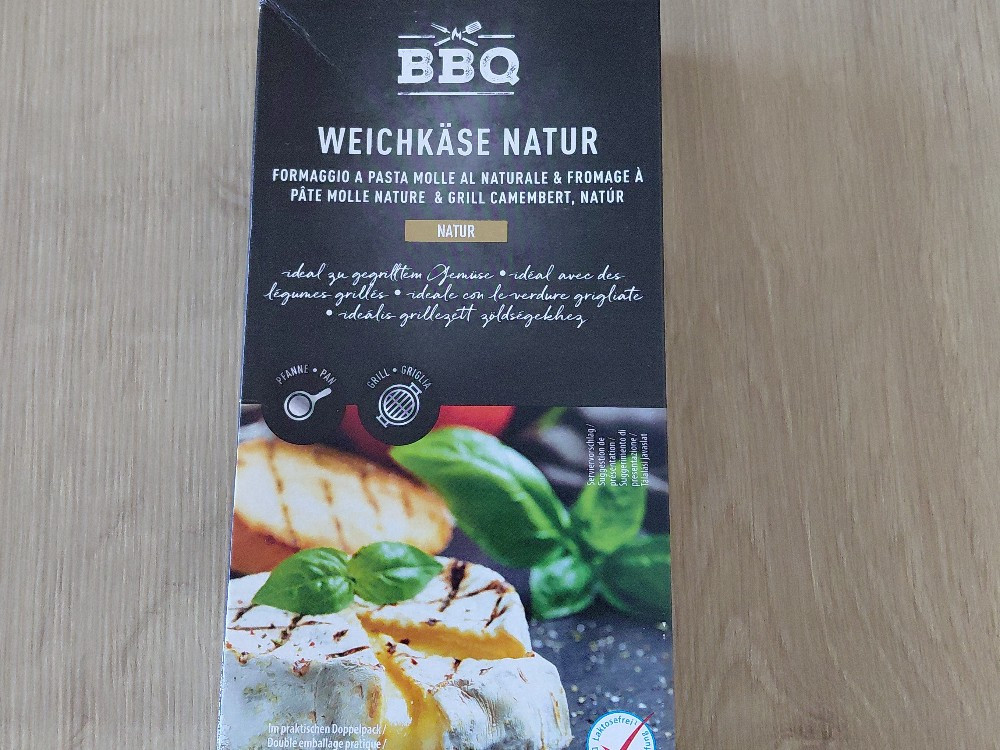 BBQ
WEICHKÄSE NATUR
FORMAGGIO A PASTA MOLLE AL NATURALE & FROMAGE À
PÂTE MOLLE NATURE & GRILL CAMEMBERT, NATÚR
NATUR
ideal zu gegrilltem Gemüse • idéal avec des
légumes grillés • ideale con le verdure grigliate
• ideális grillezett zöldségekhez
PFANNE • PAN
GRILL • GRIGLIA
Serviervorschlag /
Suggestion de
présentation /
Suggerimento di
presentazione /
Tálalási javaslat
Im praktischen Doppelpack /
Double emballage pratique /
Laktosefrei